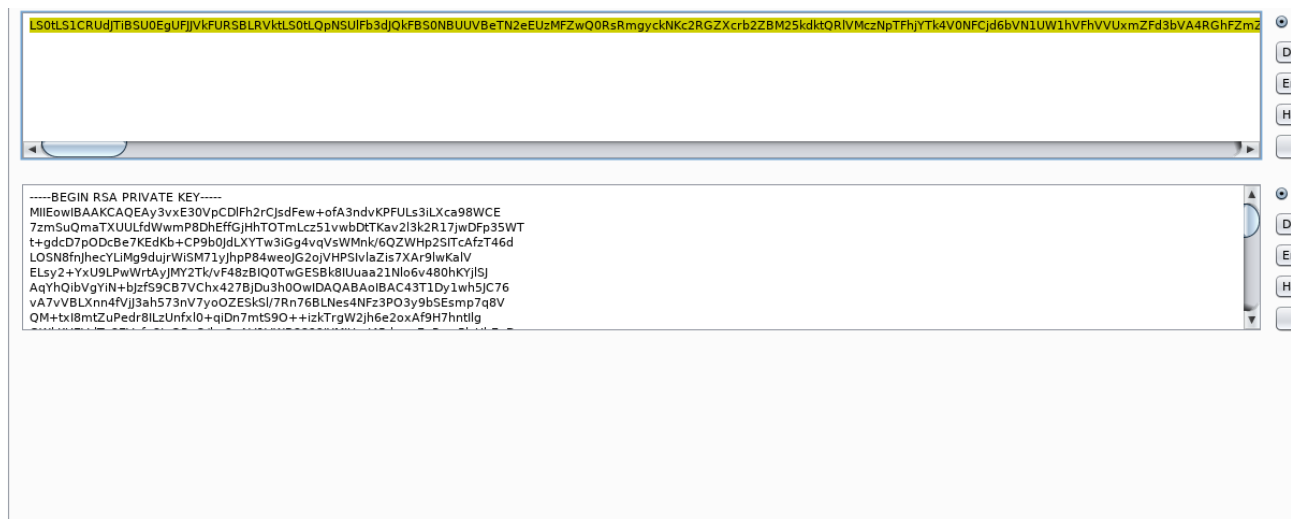 LS0tLS1CRUdJTiBSU0EgUFJJVkFURSBLRVktLS0tLQpNSUlFb3dJQkFBS0NBUUVBeTN2eEUzMFZwQ0RsRmgyckNKc2RGZXcrb2ZBM25kdktQRlVMczNpTFhjYTk4V0NFCjd6bVN1UW1hVFhVVUxmZFd3bVA4RGhFZmZ
-----BEGIN RSA PRIVATE KEY-----
MIIEowIBAAKCAQEAy3vxE30VpCDlFh2rCJsdFew+ofA3ndvKPFULs3iLXca98WCE
7zmSuQmaTXUULfdWwmP8DhEffGjHhTOTmLcz51vwbDtTKav2l3k2R17jwDFp35WT
t+gdcD7pODcBe7KEdKb+CP9b0JdLXYTw3iGg4vqVsWMnk/6QZWHp2SITcAfzT46d
LOSN8fnJhecYLiMg9dujrWiSM71yJhpP84weoJG2ojVHPSIvlaZis7XAr9lwKalV
ELsy2+YxU9LPwWrtAyJMY2Tk/vF48zBIQ0TwGESBk8IUuaa21Nlo6v480hKYjlSJ
AqYhQibVgYiN+bJzfS9CB7VChx427BjDu3h0OwIDAQABAoIBAC43T1Dy1wh5JC76
vA7vVBLXnn4fVjJ3ah573nV7yoOZESkSl/7Rn76BLNes4NFz3PO3y9bSEsmp7q8V
QM+txI8mtZuPedr8ILzUnfxl0+qiDn7mtS9O++izkTrgW2jh6e2oxAf9H7hntIlg